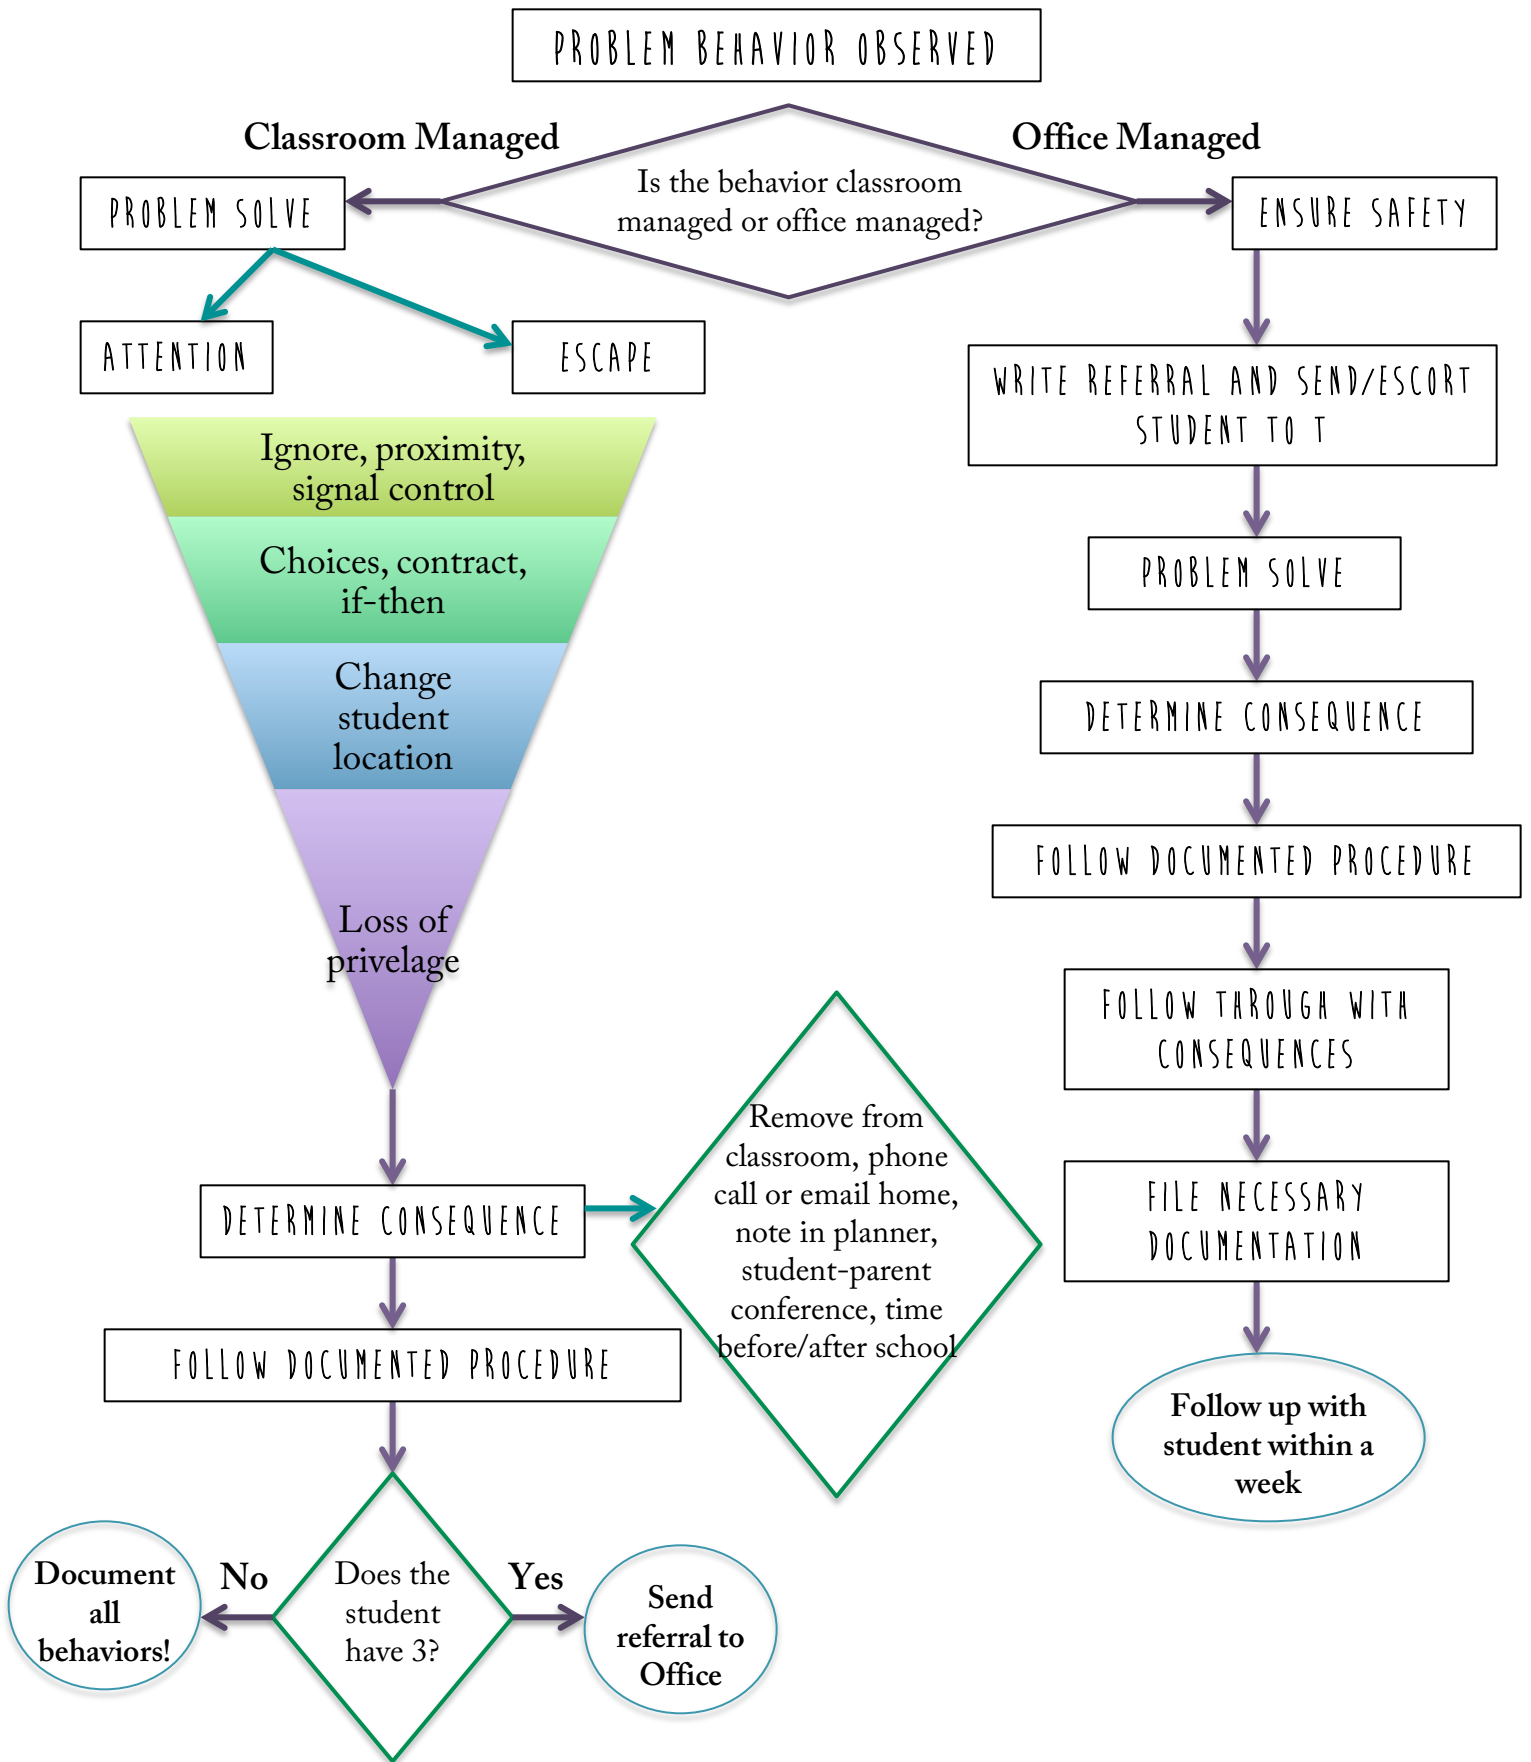 PROBLEM BEHAVIOR OBSERVED
Classroom Managed
Office Managed
Is the behavior classroom
managed or office managed?
PROBLEM SOLVE
ENSURE SAFETY
ATTENTION
ESCAPE
WRITE REFERRAL AND SEND/ESCORT
STUDENT TO T
Ignore, proximity,
signal control
Choices, contract,
if-then
Change
student
location
Loss of
privelage
PROBLEM SOLVE
DETERMINE CONSEQUENCE
FOLLOW DOCUMENTED PROCEDURE
FOLLOW THROUGH WITH
CONSEQUENCES
FILE NECESSARY
DOCUMENTATION
Follow up with
student within a
week
DETERMINE CONSEQUENCE
Remove from
classroom, phone
call or email home,
note in planner,
student-parent
conference, time
before/after school
FOLLOW DOCUMENTED PROCEDURE
Does the
student
have 3?
No
Document
all
behaviors!
Yes
Send
referral to
Office